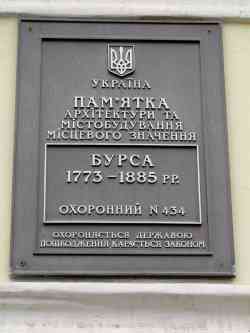 УКРАЇНА
ПАМ'ЯТКА
АРХІТЕКТУРИ ТА
МІСТОБУДУВАННЯ
МІСЦЕВОГО ЗНАЧЕННЯ
БУРСА
1773-1885 РР.
ОХОРОННИЙ N 434
ОХОРОНЯЄТЬСЯ ДЕРЖАВОЮ
ПОШКОДЖЕННЯ КАРАЄТЬСЯ ЗАКОНОМ